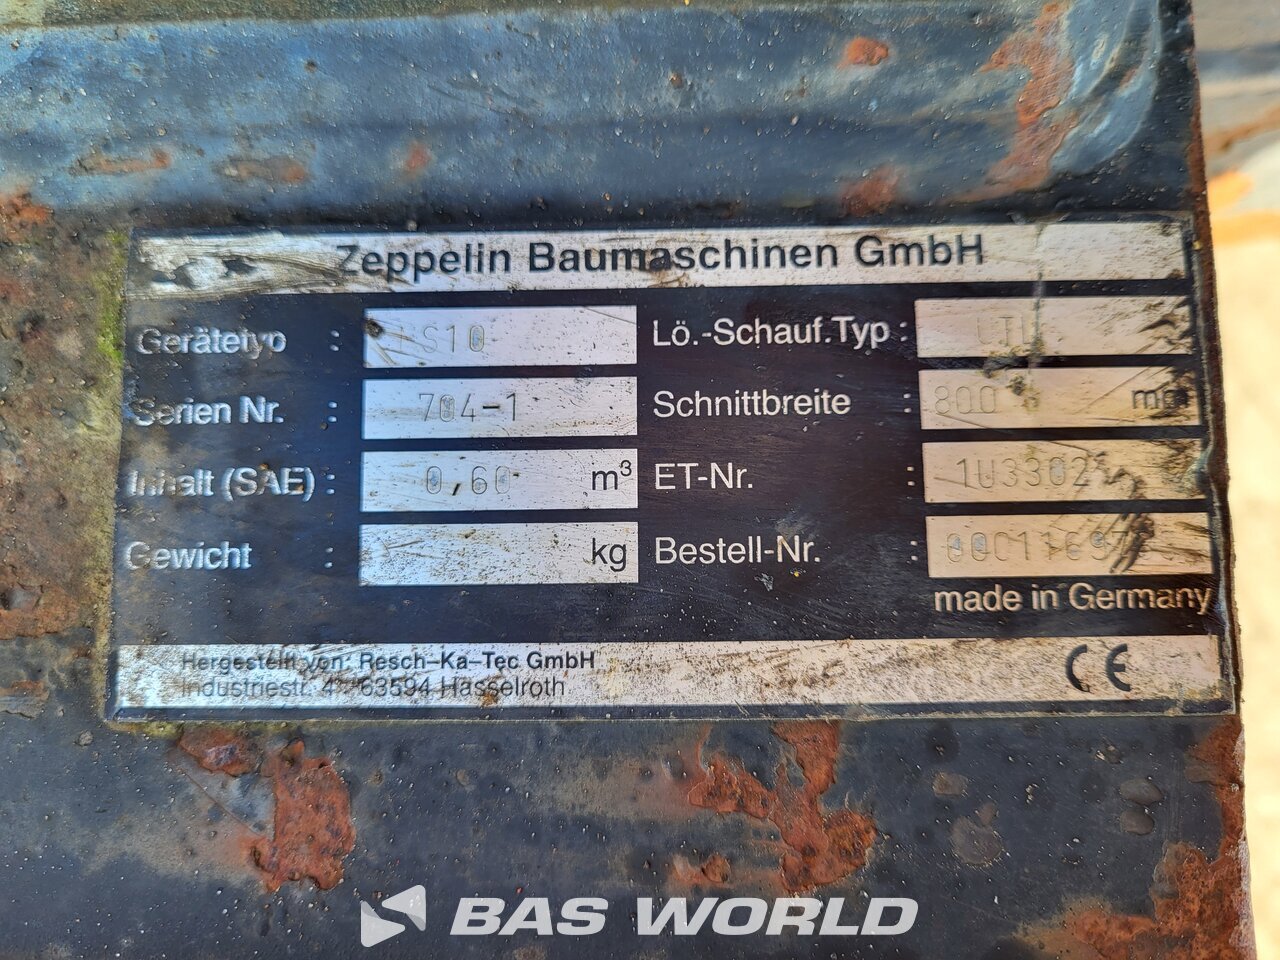 Zeppelin Baumaschinen GmbH
Gerätetyp :
Lö.-Schauf.Typ :
Serien Nr. : 704-1
Schnittbreite : 800 mm
Inhalt (SAE) : 0,60 m³
ET-Nr. : 1U3302
Gewicht : kg
Bestell-Nr. :
made in Germany
Hergestellt von: Resch-Ka-Tec GmbH
Industriestr. 4 63594 Hasselroth
CE
BAS WORLD